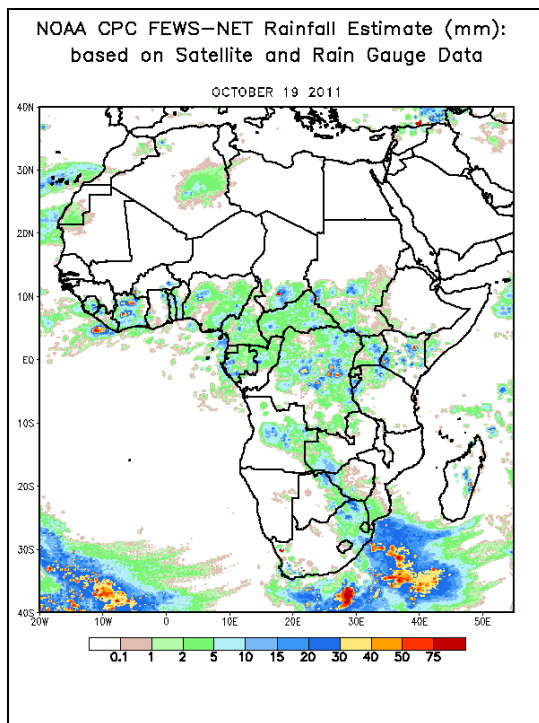 NOAA CPC FEWS-NET Rainfall Estimate (mm):
based on Satellite and Rain Gauge Data
OCTOBER 19 2011
40N
30N
20N
10N
EQ
10S
20S
30S
40S
20W 10W 0 10E 20E 30E 40E 50E
0.1 1 2 5 10 15 20 30 40 50 75